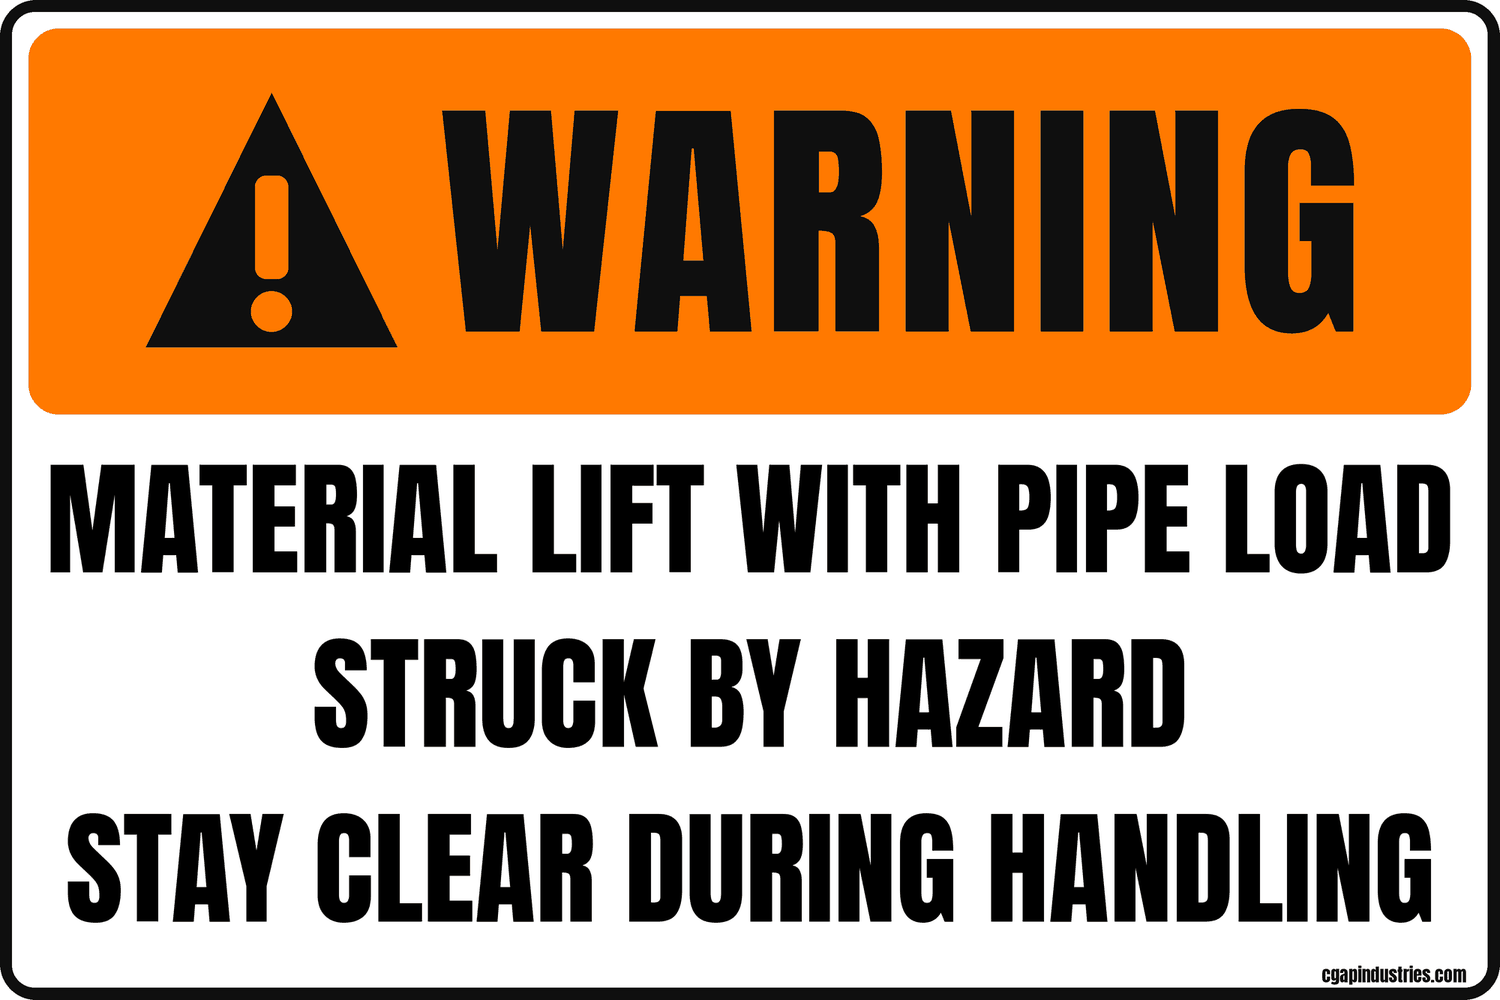 WARNING
MATERIAL LIFT WITH PIPE LOAD
STRUCK BY HAZARD
STAY CLEAR DURING HANDLING
cgapindustries.com